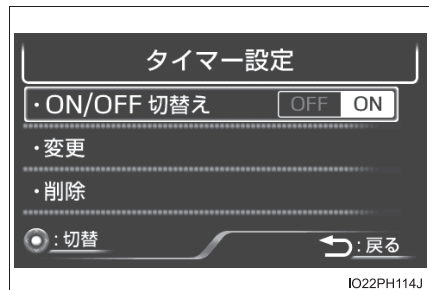 タイマー設定
・ON/OFF 切替え OFF ON
・変更
・削除
:切替 :戻る
IO22PH114J